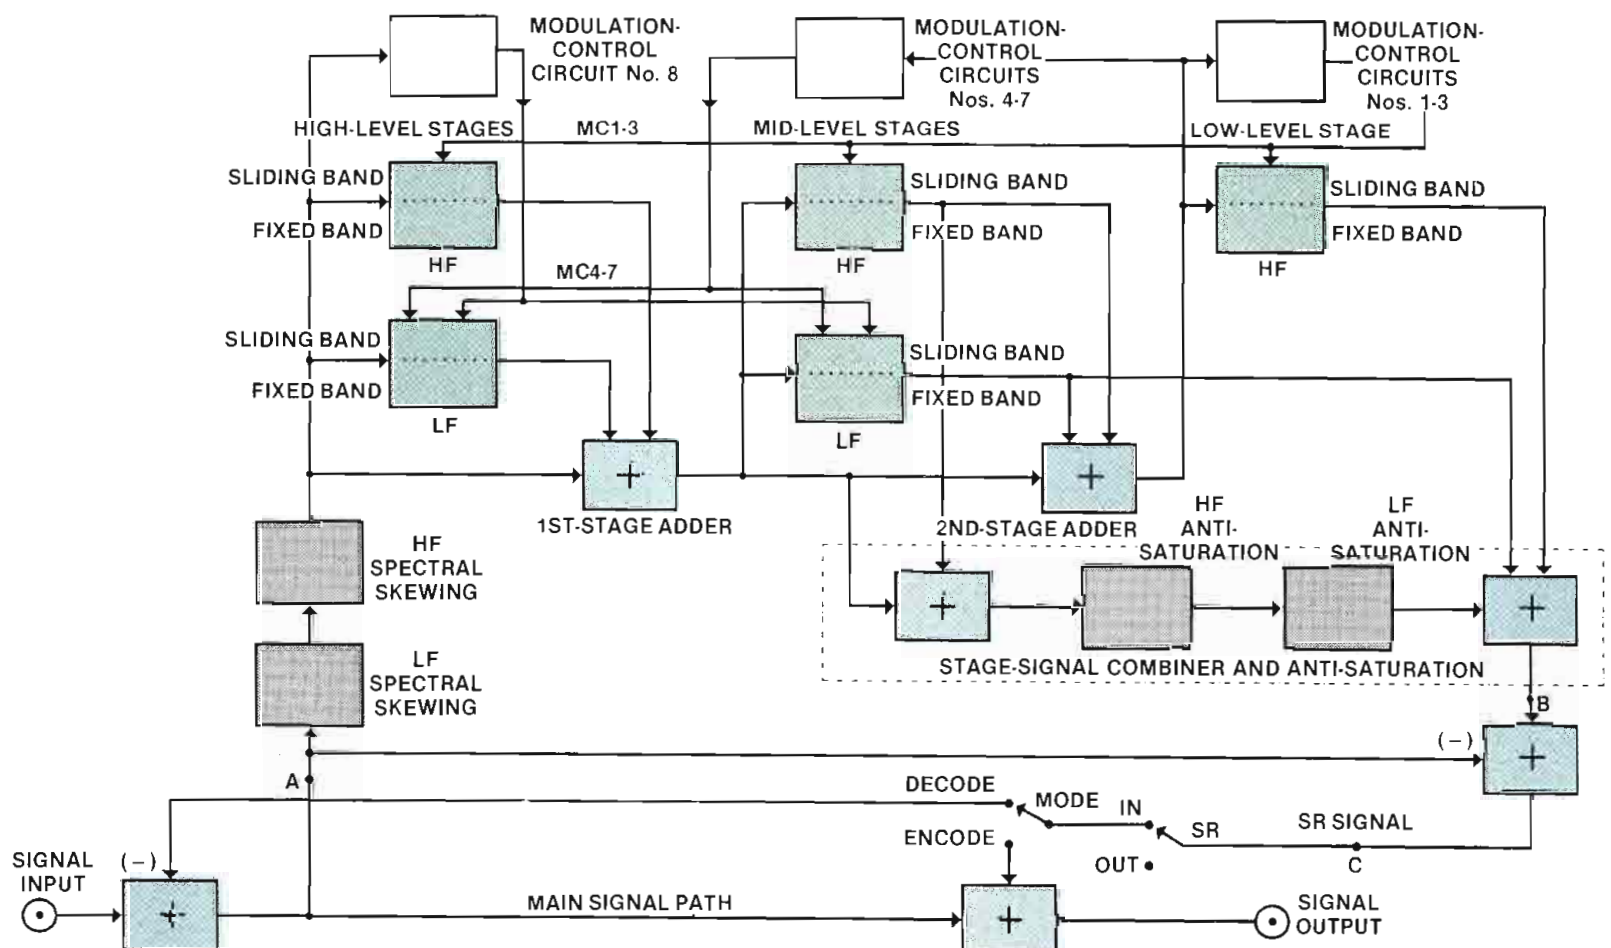 MODULATION-
CONTROL
CIRCUIT No. 8
MODULATION-
CONTROL
CIRCUITS
Nos. 4-7
MODULATION-
CONTROL
CIRCUITS
Nos. 1-3
HIGH-LEVEL STAGES
MC1-3
MID-LEVEL STAGES
LOW-LEVEL STAGE
SLIDING BAND
FIXED BAND
HF
SLIDING BAND
FIXED BAND
HF
SLIDING BAND
FIXED BAND
HF
MC4-7
SLIDING BAND
FIXED BAND
LF
SLIDING BAND
FIXED BAND
LF
+
1ST-STAGE ADDER
+
2ND-STAGE ADDER
HF
ANTI-
SATURATION
LF
ANTI-
SATURATION
HF
SPECTRAL
SKEWING
+
+
STAGE-SIGNAL COMBINER AND ANTI-SATURATION
LF
SPECTRAL
SKEWING
B
(-)
+
A
DECODE
MODE
IN
SR
SR SIGNAL
ENCODE
OUT
C
SIGNAL
INPUT
(-)
+
MAIN SIGNAL PATH
+
SIGNAL
OUTPUT